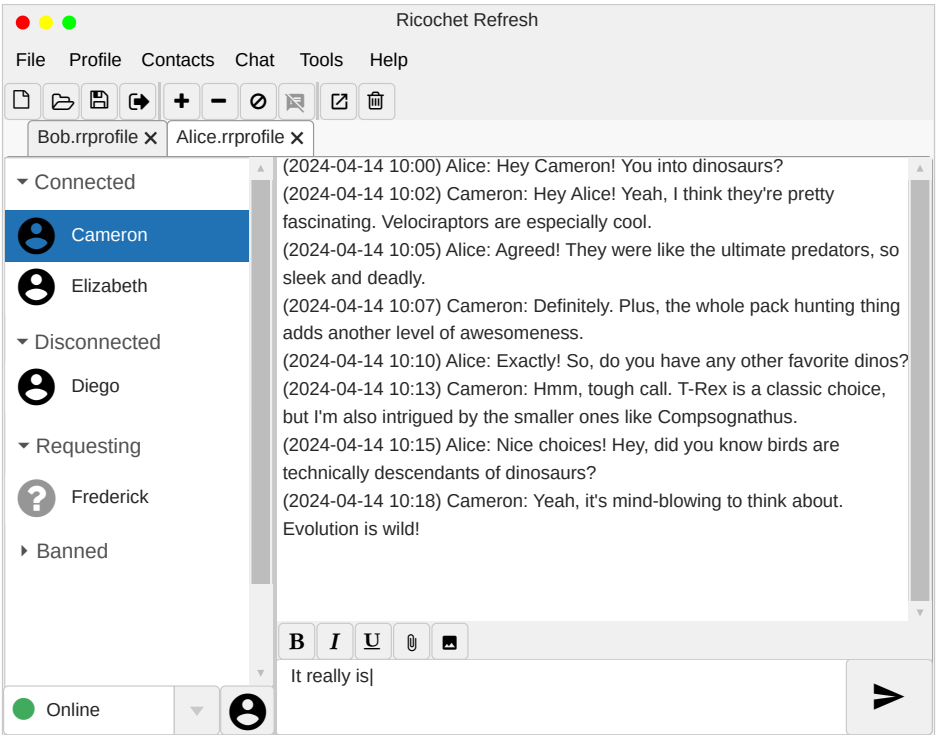 Ricochet Refresh
File Profile Contacts Chat Tools Help
Bob.rrprofile Alice.rrprofile
Connected
Cameron
Elizabeth
Disconnected
Diego
Requesting
Frederick
Banned
Online
(2024-04-14 10:00) Alice: Hey Cameron! You into dinosaurs?
(2024-04-14 10:02) Cameron: Hey Alice! Yeah, I think they're pretty
fascinating. Velociraptors are especially cool.
(2024-04-14 10:05) Alice: Agreed! They were like the ultimate predators, so
sleek and deadly.
(2024-04-14 10:07) Cameron: Definitely. Plus, the whole pack hunting thing
adds another level of awesomeness.
(2024-04-14 10:10) Alice: Exactly! So, do you have any other favorite dinos?
(2024-04-14 10:13) Cameron: Hmm, tough call. T-Rex is a classic choice,
but I'm also intrigued by the smaller ones like Compsognathus.
(2024-04-14 10:15) Alice: Nice choices! Hey, did you know birds are
technically descendants of dinosaurs?
(2024-04-14 10:18) Cameron: Yeah, it's mind-blowing to think about.
Evolution is wild!
B I U
It really is